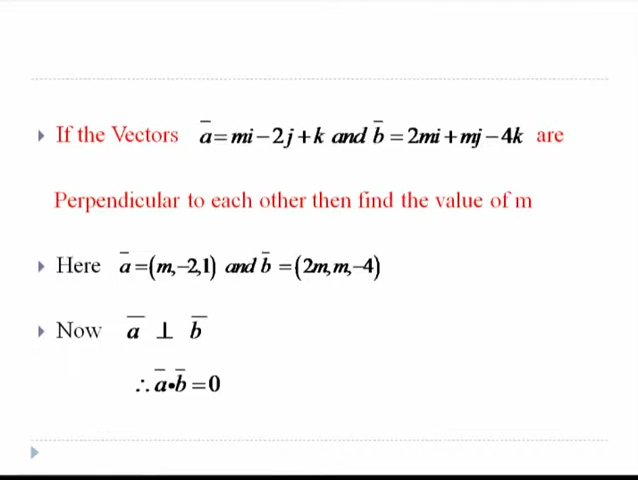 If the Vectors a̅=mi−2j+k and b̅=2mi+mj−4k are
Perpendicular to each other then find the value of m
Here a̅=(m,−2,1) and b̅=(2m,m,−4)
Now a̅ ⊥ b̅
∴a̅•b̅=0